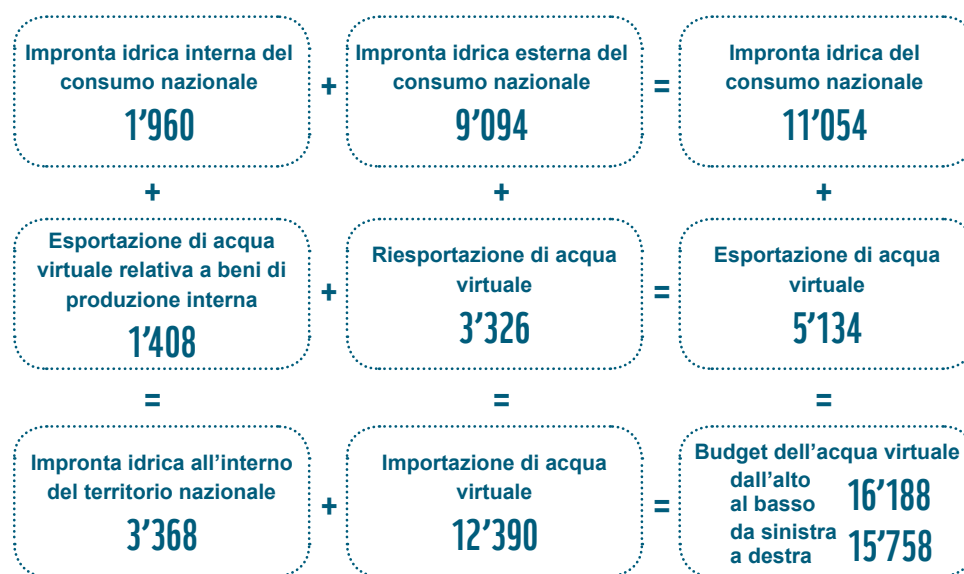 Impronta idrica interna del
consumo nazionale
1’960
+
Impronta idrica esterna del
consumo nazionale
9’094
=
Impronta idrica del
consumo nazionale
11’054
+
+
+
Esportazione di acqua
virtuale relativa a beni di
produzione interna
1’408
+
Riesportazione di acqua
virtuale
3’326
=
Esportazione di acqua
virtuale
5’134
=
=
=
Impronta idrica all’interno
del territorio nazionale
3’368
+
Importazione di acqua
virtuale
12’390
=
Budget dell’acqua virtuale
dall’alto
al basso
16’188
da sinistra
a destra
15’758